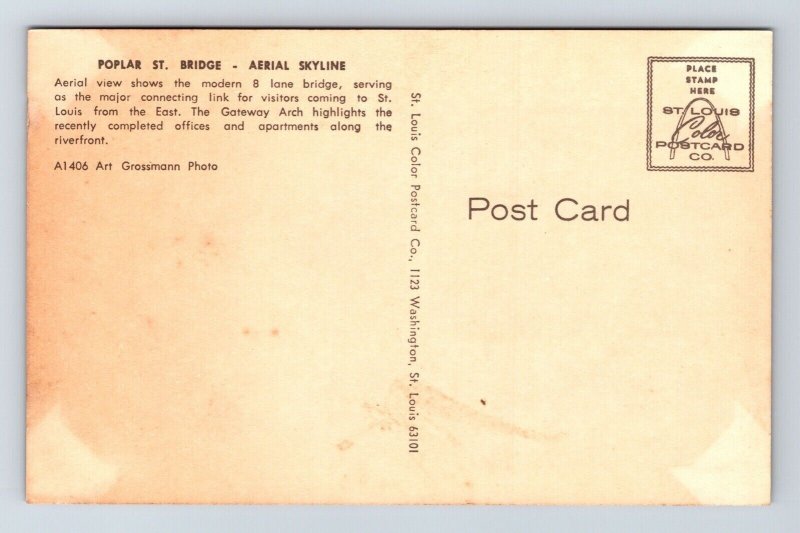 POPLAR ST. BRIDGE - AERIAL SKYLINE
Aerial view shows the modern 8 lane bridge, serving
as the major connecting link for visitors coming to St.
Louis from the East. The Gateway Arch highlights the
recently completed offices and apartments along the
riverfront.
A1406 Art Grossmann Photo
St. Louis Color Postcard Co., 1123 Washington, St. Louis 63101
PLACE
STAMP
HERE
ST. LOUIS
Color
POSTCARD
CO.
Post Card